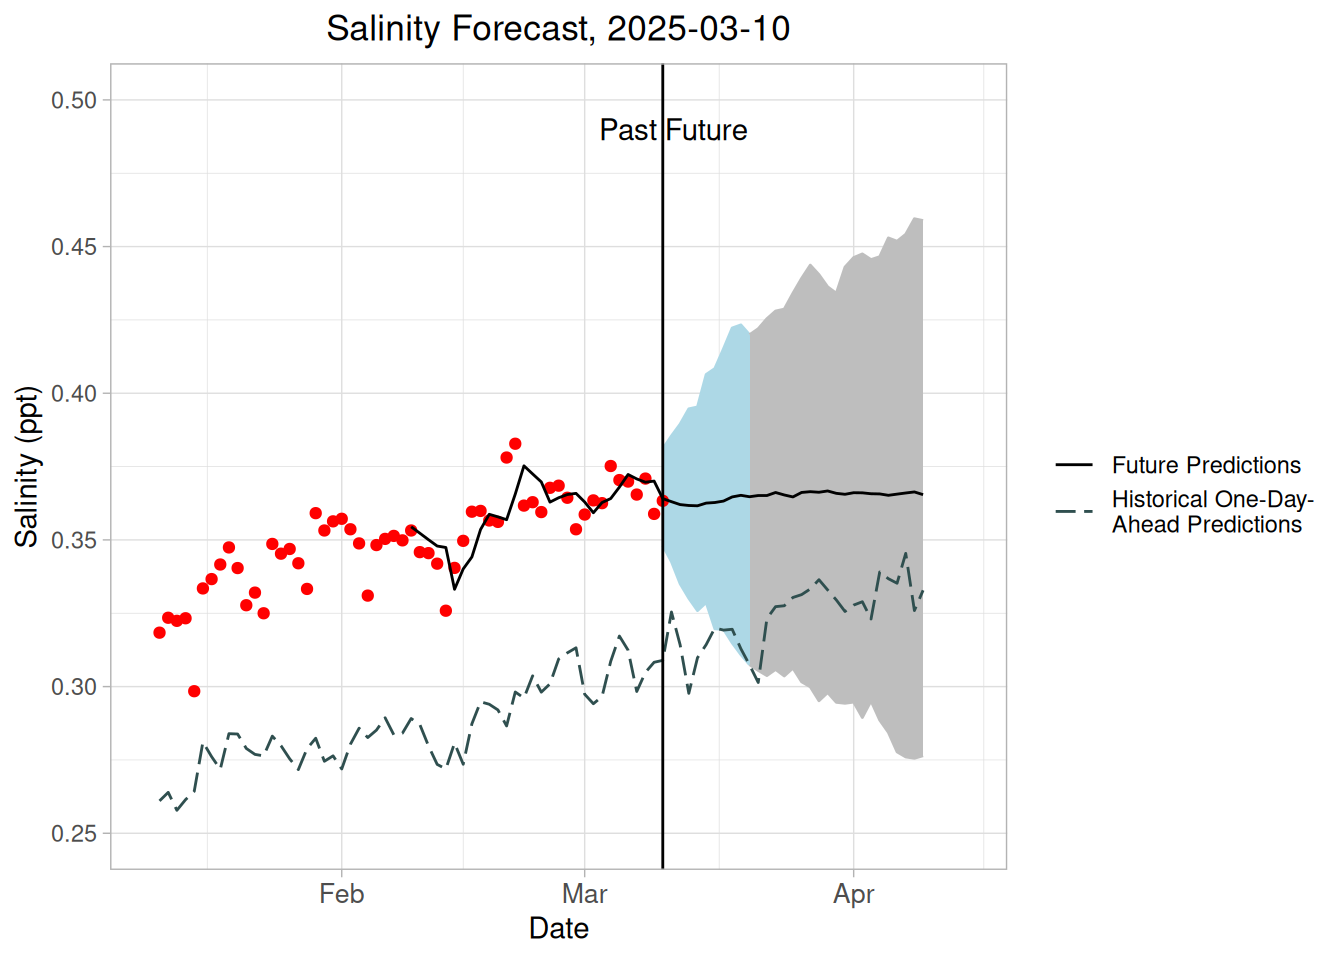 Salinity Forecast, 2025-03-10
0.50
Past Future
0.45
0.40
Salinity (ppt)
0.35
0.30
0.25
Feb Mar Apr
Date
Future Predictions
Historical One-Day-
Ahead Predictions